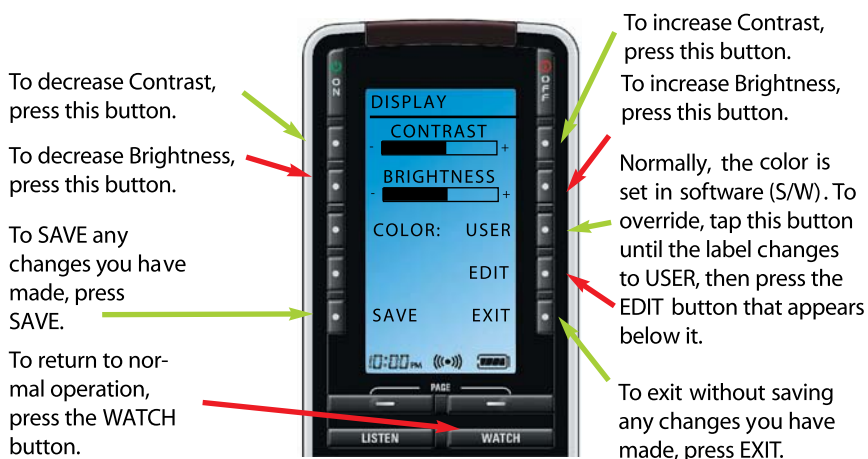 To decrease Contrast,
press this button.
To decrease Brightness,
press this button.
To SAVE any
changes you have
made, press
SAVE.
To return to nor-
mal operation,
press the WATCH
button.
ON
OFF
DISPLAY
CONTRAST
- +
BRIGHTNESS
- +
COLOR: USER
EDIT
SAVE EXIT
10:00 PM
PAGE
LISTEN WATCH
To increase Contrast,
press this button.
To increase Brightness,
press this button.
Normally, the color is
set in software (S/W). To
override, tap this button
until the label changes
to USER, then press the
EDIT button that appears
below it.
To exit without saving
any changes you have
made, press EXIT.